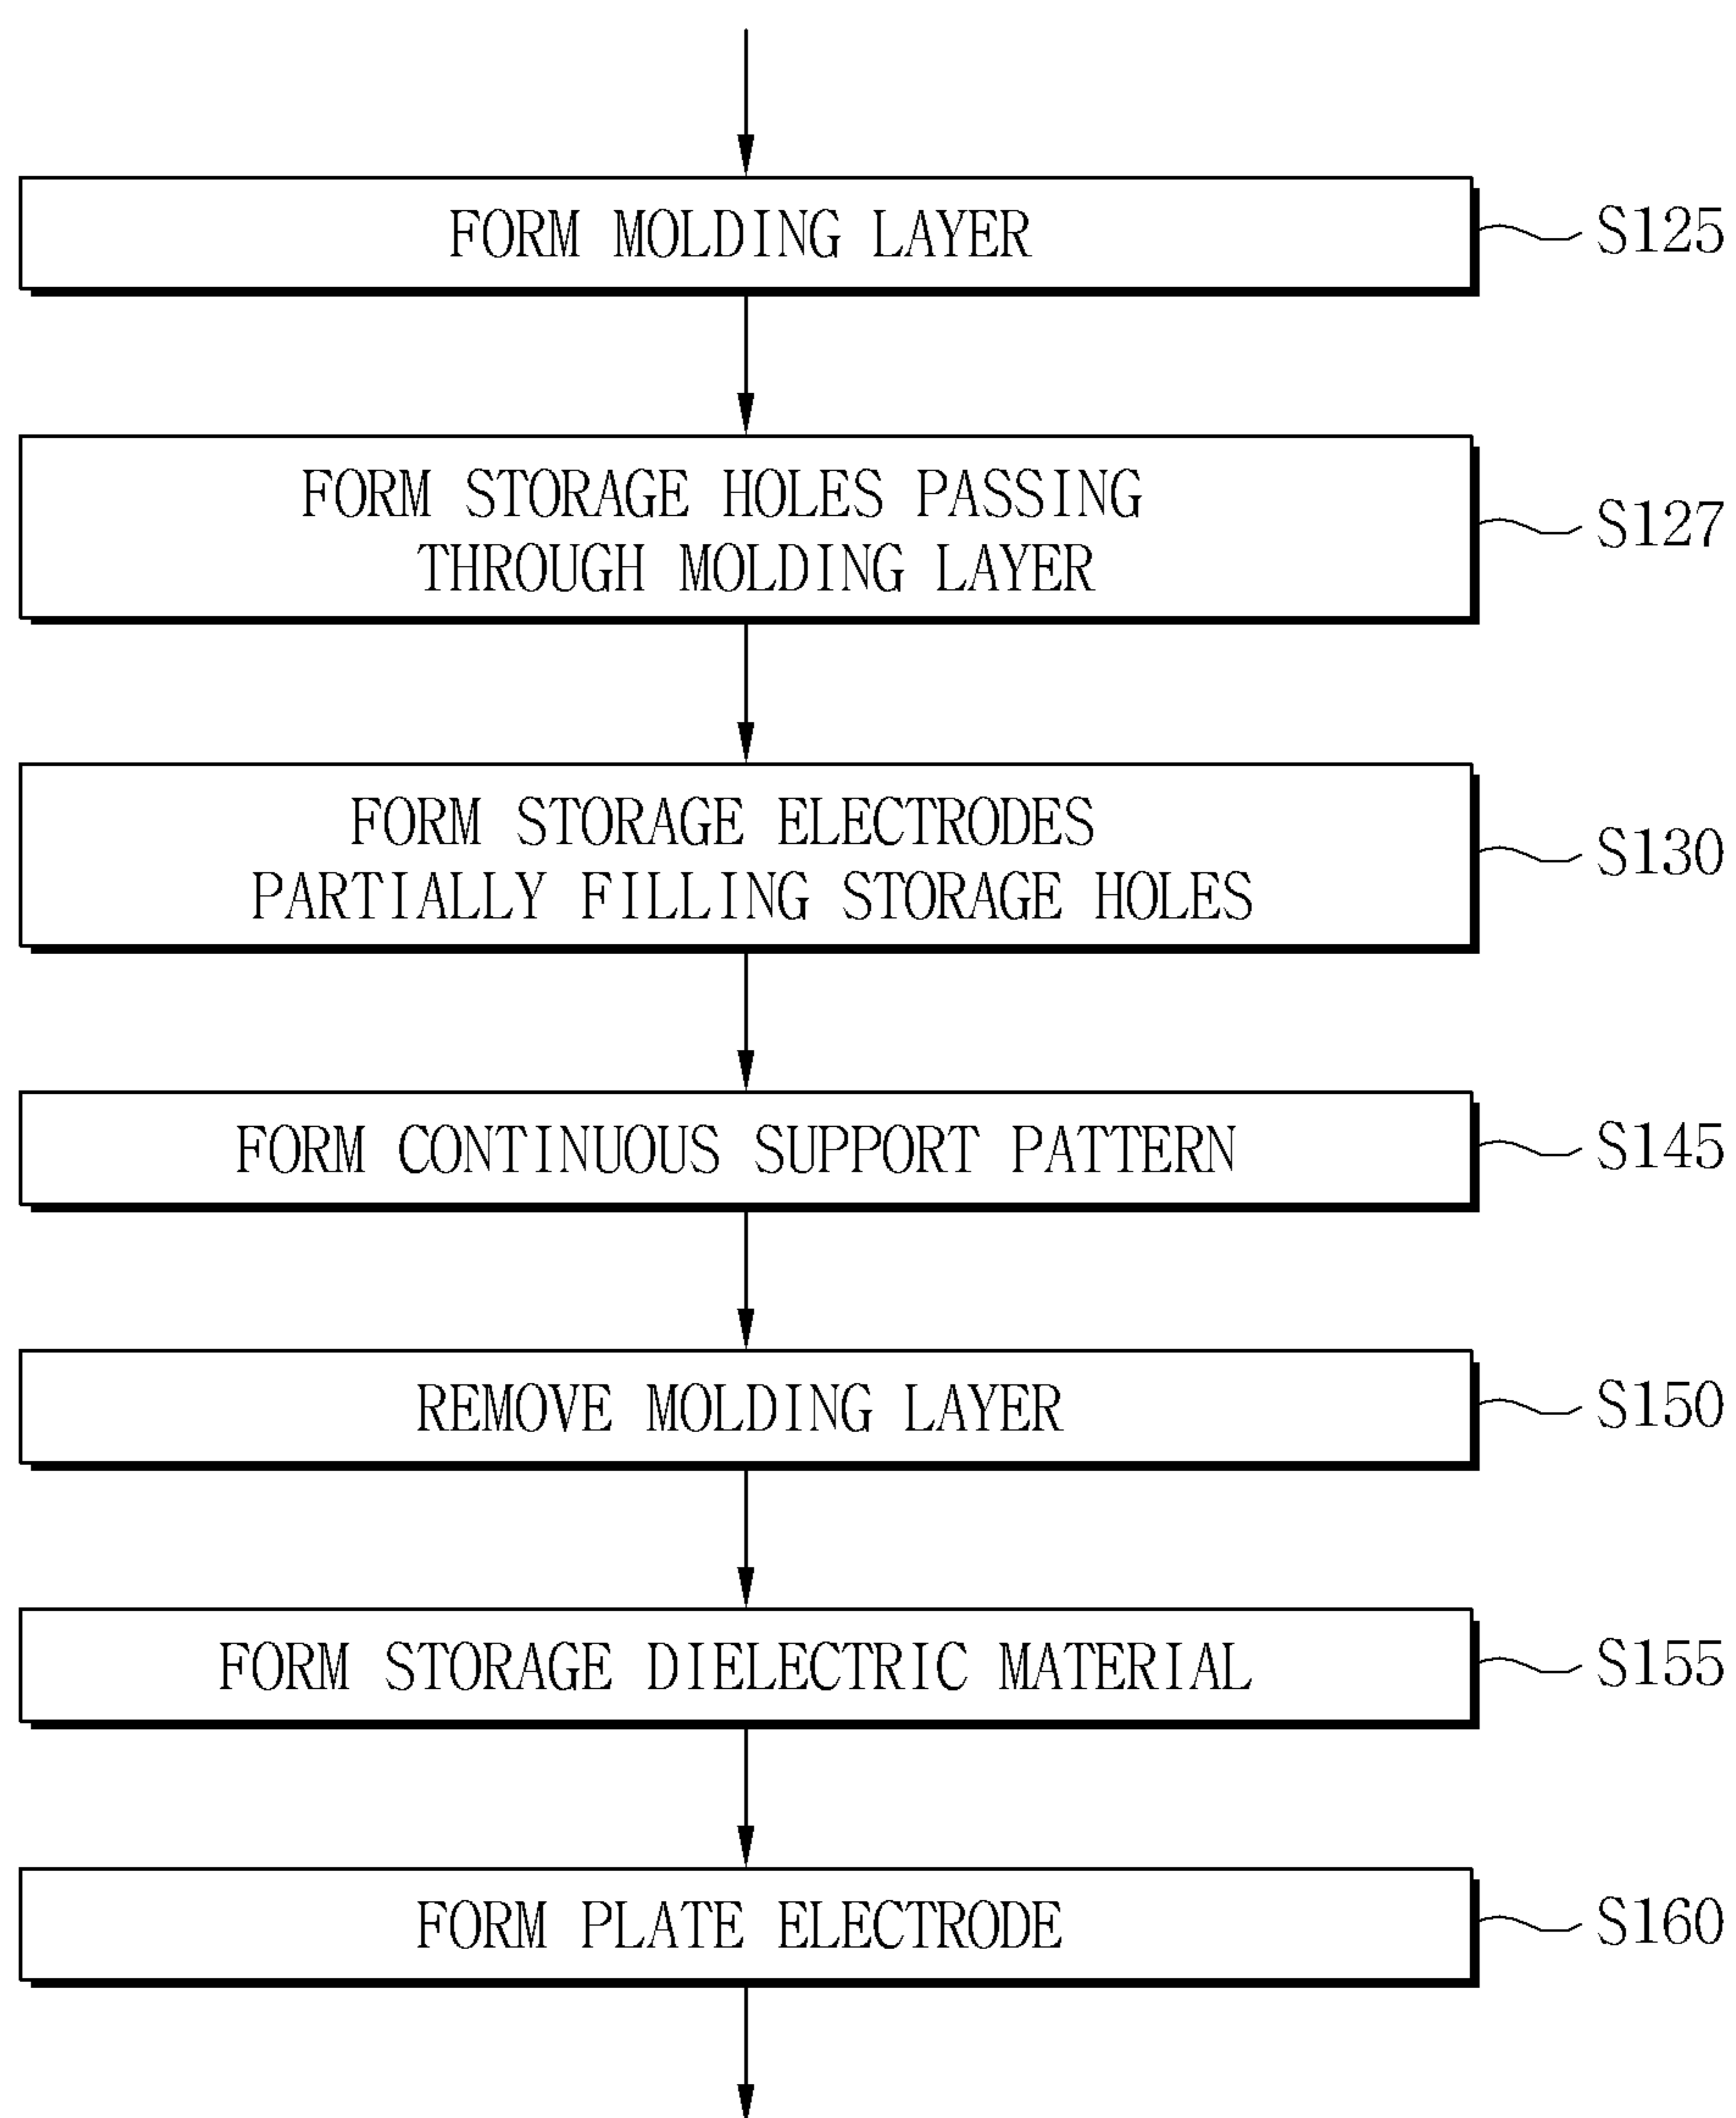 FORM MOLDING LAYER
S125
FORM STORAGE HOLES PASSING
THROUGH MOLDING LAYER
S127
FORM STORAGE ELECTRODES
PARTIALLY FILLING STORAGE HOLES
S130
FORM CONTINUOUS SUPPORT PATTERN
S145
REMOVE MOLDING LAYER
S150
FORM STORAGE DIELECTRIC MATERIAL
S155
FORM PLATE ELECTRODE
S160